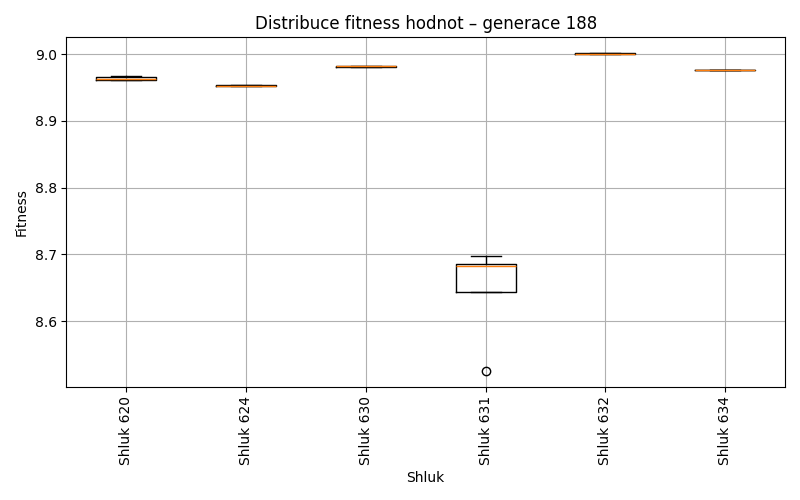 Distribuce fitness hodnot – generace 188
9.0
8.9
8.8
8.7
8.6
Fitness
Shluk 620
Shluk 624
Shluk 630
Shluk 631
Shluk 632
Shluk 634
Shluk